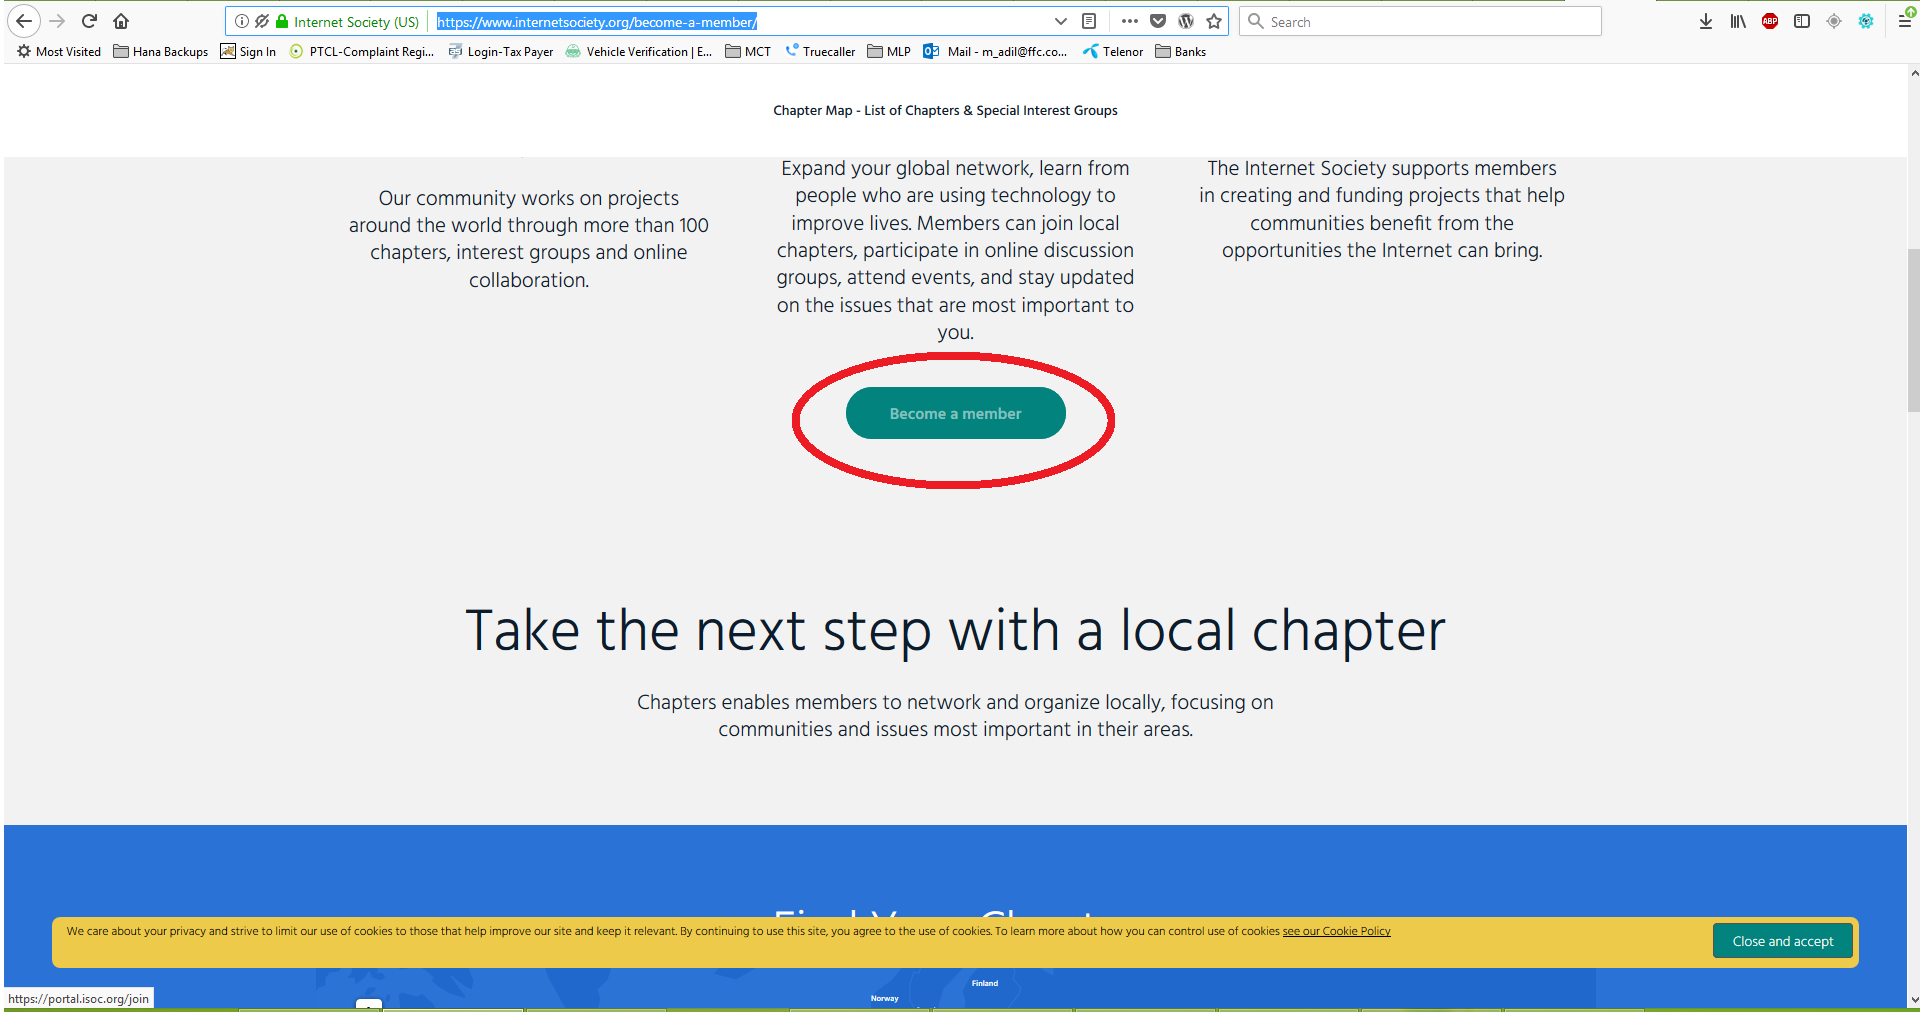 Internet Society (US)
https://www.internetsociety.org/become-a-member/
Search
ABP
Most Visited
Hana Backups
Sign In
PTCL-Complaint Regi...
Login-Tax Payer
Vehicle Verification | E...
MCT
Truecaller
MLP
Mail - m_adil@ffc.co...
Telenor
Banks
Chapter Map - List of Chapters & Special Interest Groups
Our community works on projects
around the world through more than 100
chapters, interest groups and online
collaboration.
Expand your global network, learn from
people who are using technology to
improve lives. Members can join local
chapters, participate in online discussion
groups, attend events, and stay updated
on the issues that are most important to
you.
The Internet Society supports members
in creating and funding projects that help
communities benefit from the
opportunities the Internet can bring.
Become a member
Take the next step with a local chapter
Chapters enables members to network and organize locally, focusing on
communities and issues most important in their areas.
We care about your privacy and strive to limit our use of cookies to those that help improve our site and keep it relevant. By continuing to use this site, you agree to the use of cookies. To learn more about how you can control use of cookies see our Cookie Policy
Close and accept
Finland
Norway
https://portal.isoc.org/join